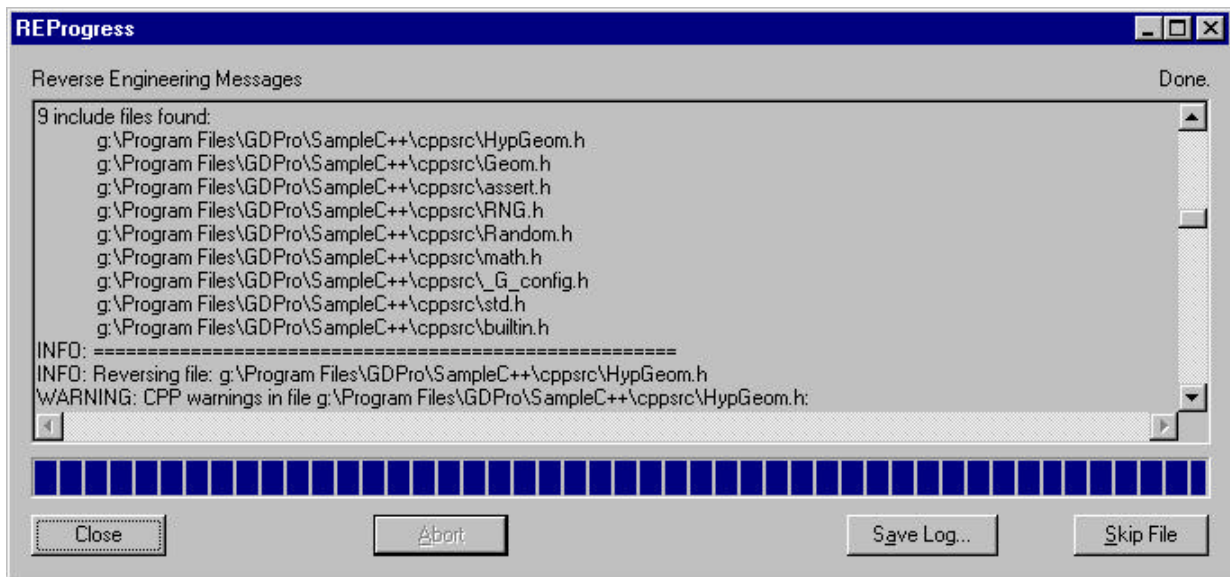 REProgress
Reverse Engineering Messages Done.
9 include files found:
g:\Program Files\GDPro\SampleC++\cppsrc\HypGeom.h
g:\Program Files\GDPro\SampleC++\cppsrc\Geom.h
g:\Program Files\GDPro\SampleC++\cppsrc\assert.h
g:\Program Files\GDPro\SampleC++\cppsrc\RNG.h
g:\Program Files\GDPro\SampleC++\cppsrc\Random.h
g:\Program Files\GDPro\SampleC++\cppsrc\math.h
g:\Program Files\GDPro\SampleC++\cppsrc\_G_config.h
g:\Program Files\GDPro\SampleC++\cppsrc\std.h
g:\Program Files\GDPro\SampleC++\cppsrc\builtin.h
INFO: ======================================================
INFO: Reversing file: g:\Program Files\GDPro\SampleC++\cppsrc\HypGeom.h
WARNING: CPP warnings in file g:\Program Files\GDPro\SampleC++\cppsrc\HypGeom.h:
Close Abort Save Log... Skip File